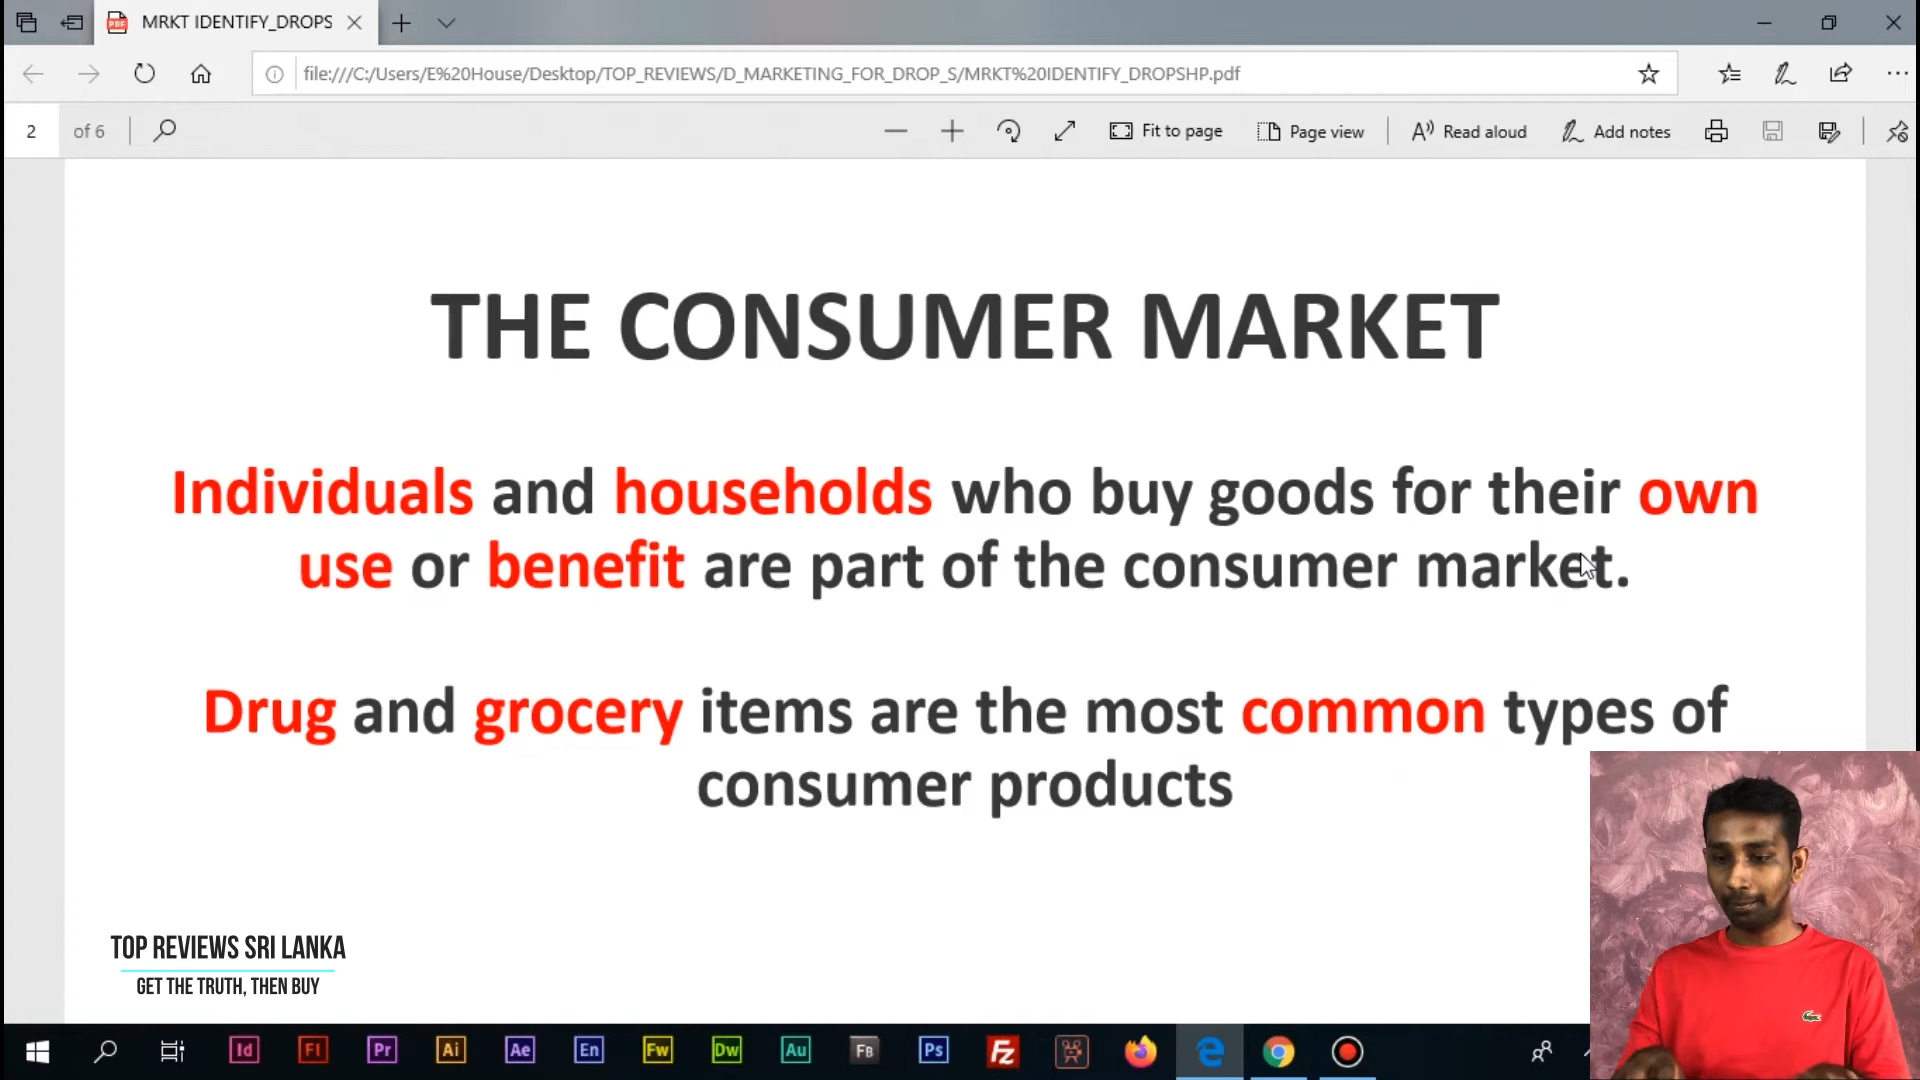 MRKT IDENTIFY_DROPS
file:///C:/Users/E%20House/Desktop/TOP_REVIEWS/D_MARKETING_FOR_DROP_S/MRKT%20IDENTIFY_DROPSHP.pdf
2 of 6 Fit to page Page view Read aloud Add notes
THE CONSUMER MARKET
Individuals and households who buy goods for their own
use or benefit are part of the consumer market.
Drug and grocery items are the most common types of
consumer products
TOP REVIEWS SRI LANKA
GET THE TRUTH, THEN BUY
Id Fl Pr Ai Ae En Fw Dw Au FB Ps FZ